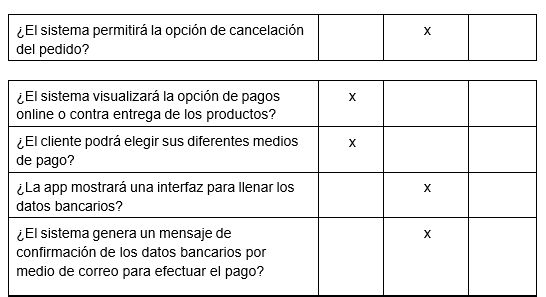 ¿El sistema permitirá la opción de cancelación
del pedido?
x
¿El sistema visualizará la opción de pagos
online o contra entrega de los productos?
x
¿El cliente podrá elegir sus diferentes medios
de pago?
x
¿La app mostrará una interfaz para llenar los
datos bancarios?
x
¿El sistema genera un mensaje de
confirmación de los datos bancarios por
medio de correo para efectuar el pago?
x